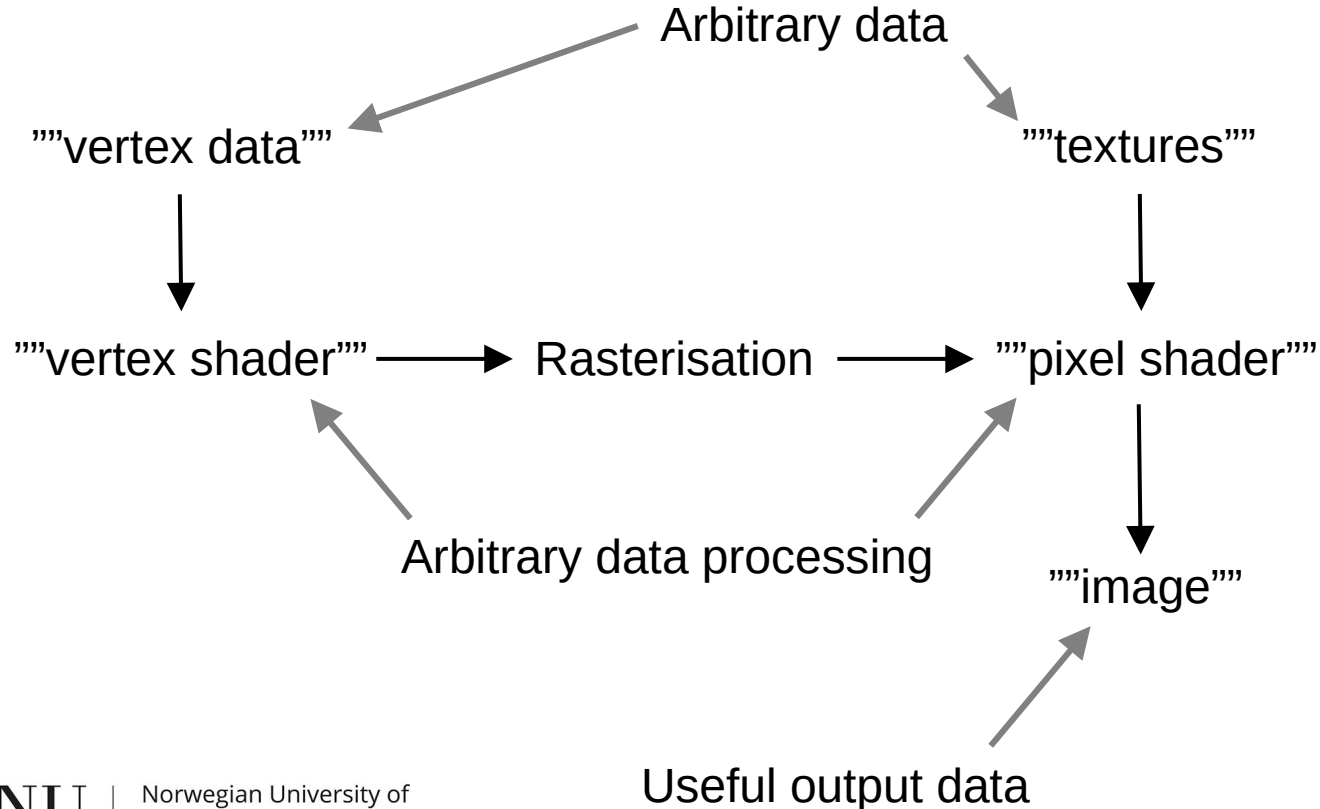 Arbitrary data
””vertex data””
””textures””
””vertex shader””
Rasterisation
””pixel shader””
Arbitrary data processing
””image””
Useful output data
Norwegian University of